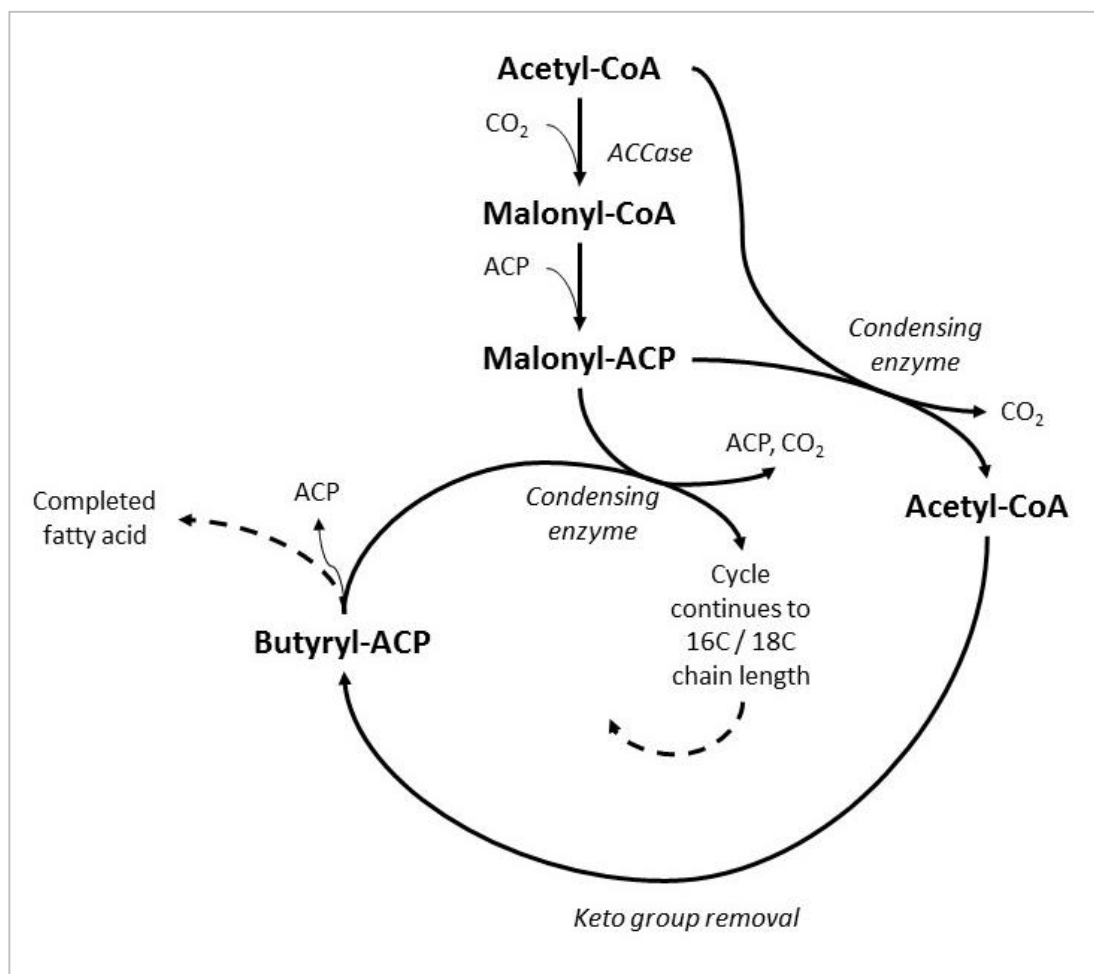 Acetyl-CoA
CO₂
ACCase
Malonyl-CoA
ACP
Malonyl-ACP
Condensing
enzyme
CO₂
ACP, CO₂
Condensing
enzyme
Acetyl-CoA
Completed
fatty acid
ACP
Butyryl-ACP
Cycle
continues to
16C / 18C
chain length
Keto group removal